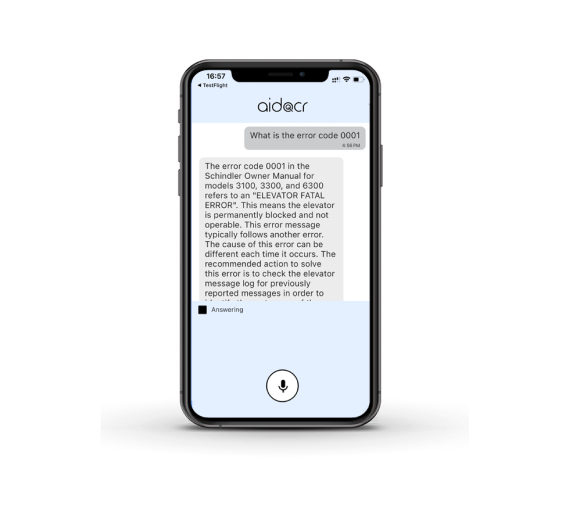 16:57
◀ TestFlight
aidacr
What is the error code 0001
4:56 PM
The error code 0001 in the
Schindler Owner Manual for
models 3100, 3300, and 6300
refers to an "ELEVATOR FATAL
ERROR". This means the elevator
is permanently blocked and not
operable. This error message
typically follows another error.
The cause of this error can be
different each time it occurs. The
recommended action to solve
this error is to check the elevator
message log for previously
reported messages in order to
Answering